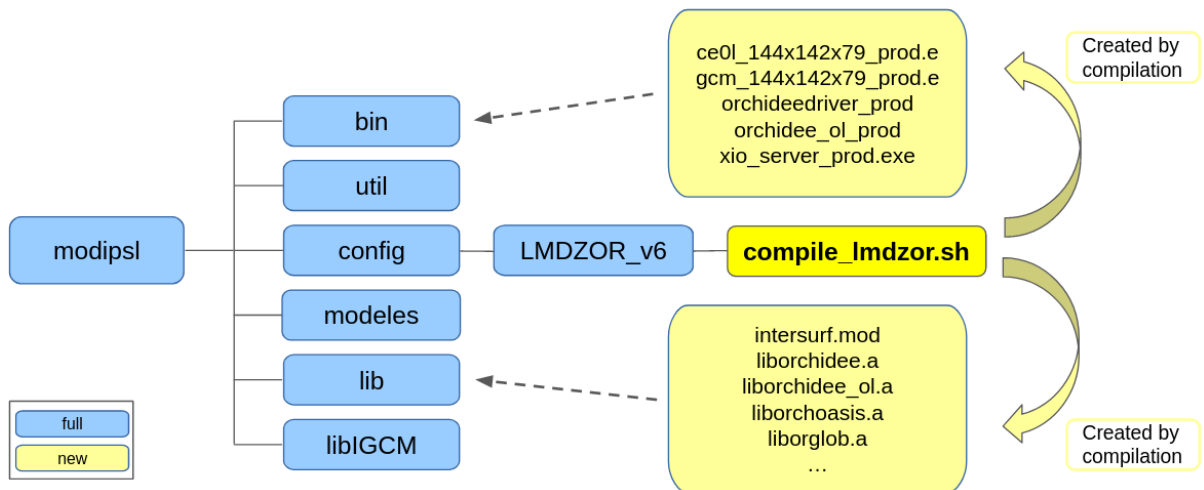 ce0l_144x142x79_prod.e
gcm_144x142x79_prod.e
orchideedriver_prod
orchidee_ol_prod
xio_server_prod.exe
Created by
compilation
bin
util
modipsl
config
LMDZOR_v6
compile_lmdzor.sh
modeles
lib
libIGCM
intersurf.mod
liborchidee.a
liborchidee_ol.a
liborchoasis.a
liborglob.a
…
Created by
compilation
full
new